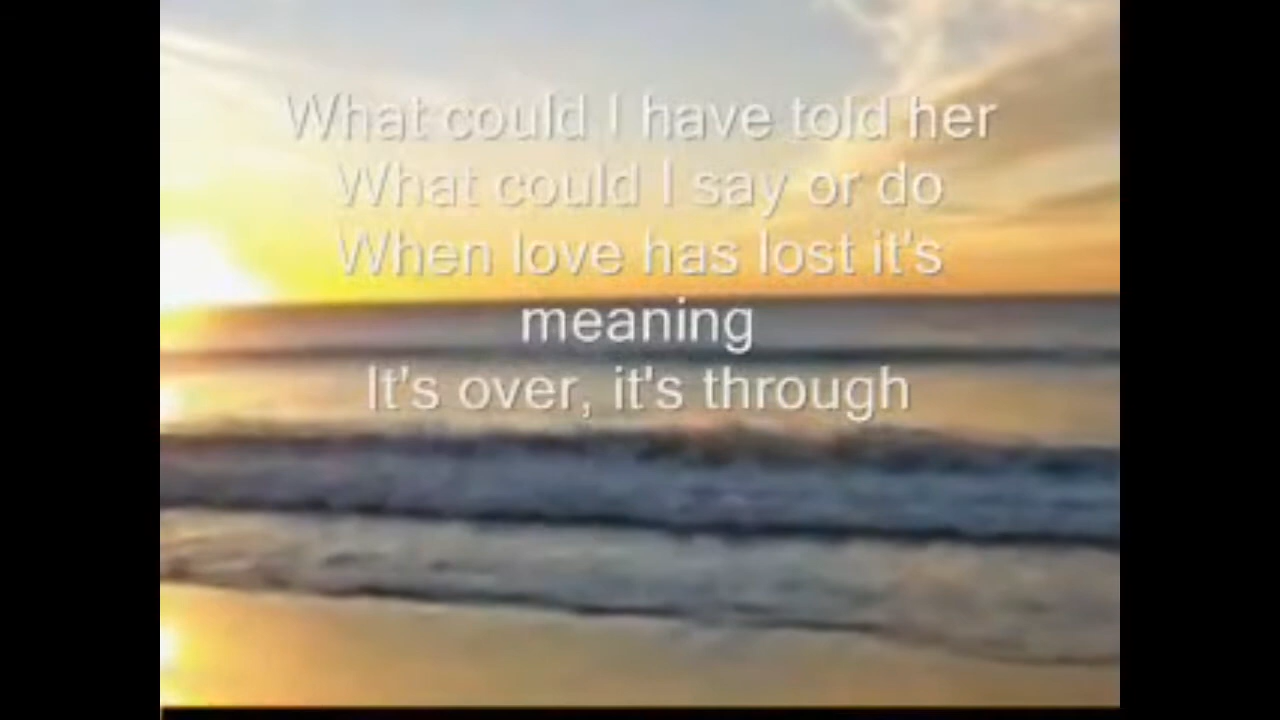 What could I have told her
What could I say or do
When love has lost it's
meaning
It's over, it's through